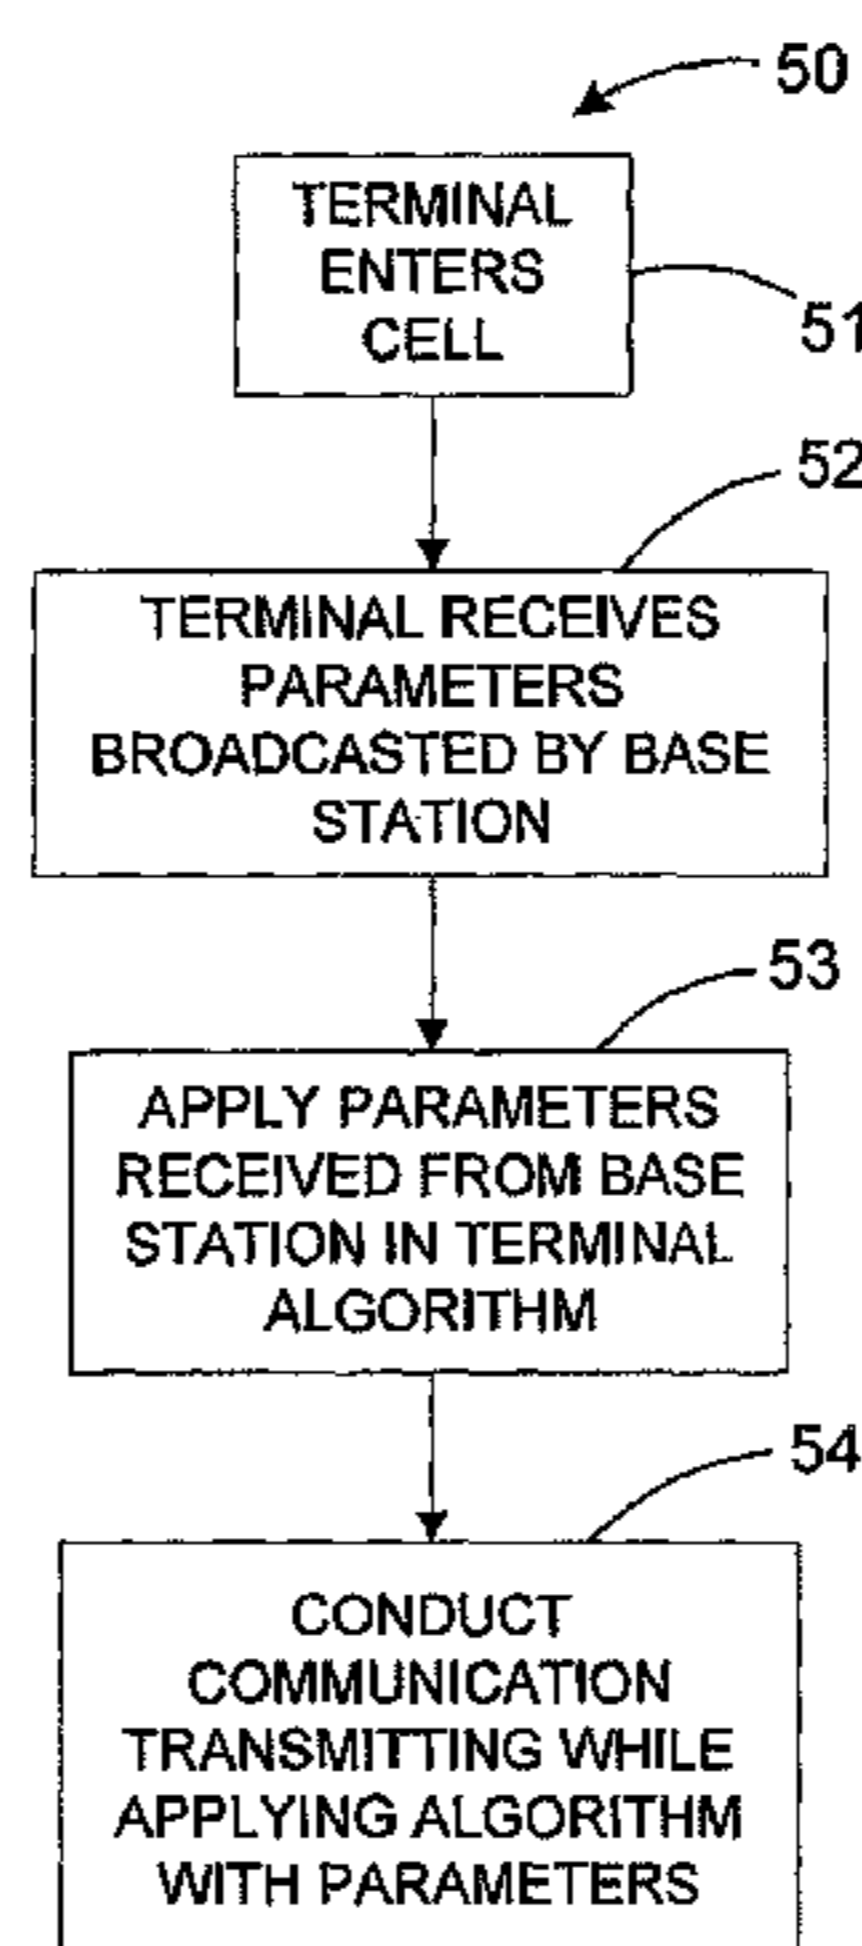 50
TERMINAL
ENTERS
CELL
51
52
TERMINAL RECEIVES
PARAMETERS
BROADCASTED BY BASE
STATION
53
APPLY PARAMETERS
RECEIVED FROM BASE
STATION IN TERMINAL
ALGORITHM
54
CONDUCT
COMMUNICATION
TRANSMITTING WHILE
APPLYING ALGORITHM
WITH PARAMETERS